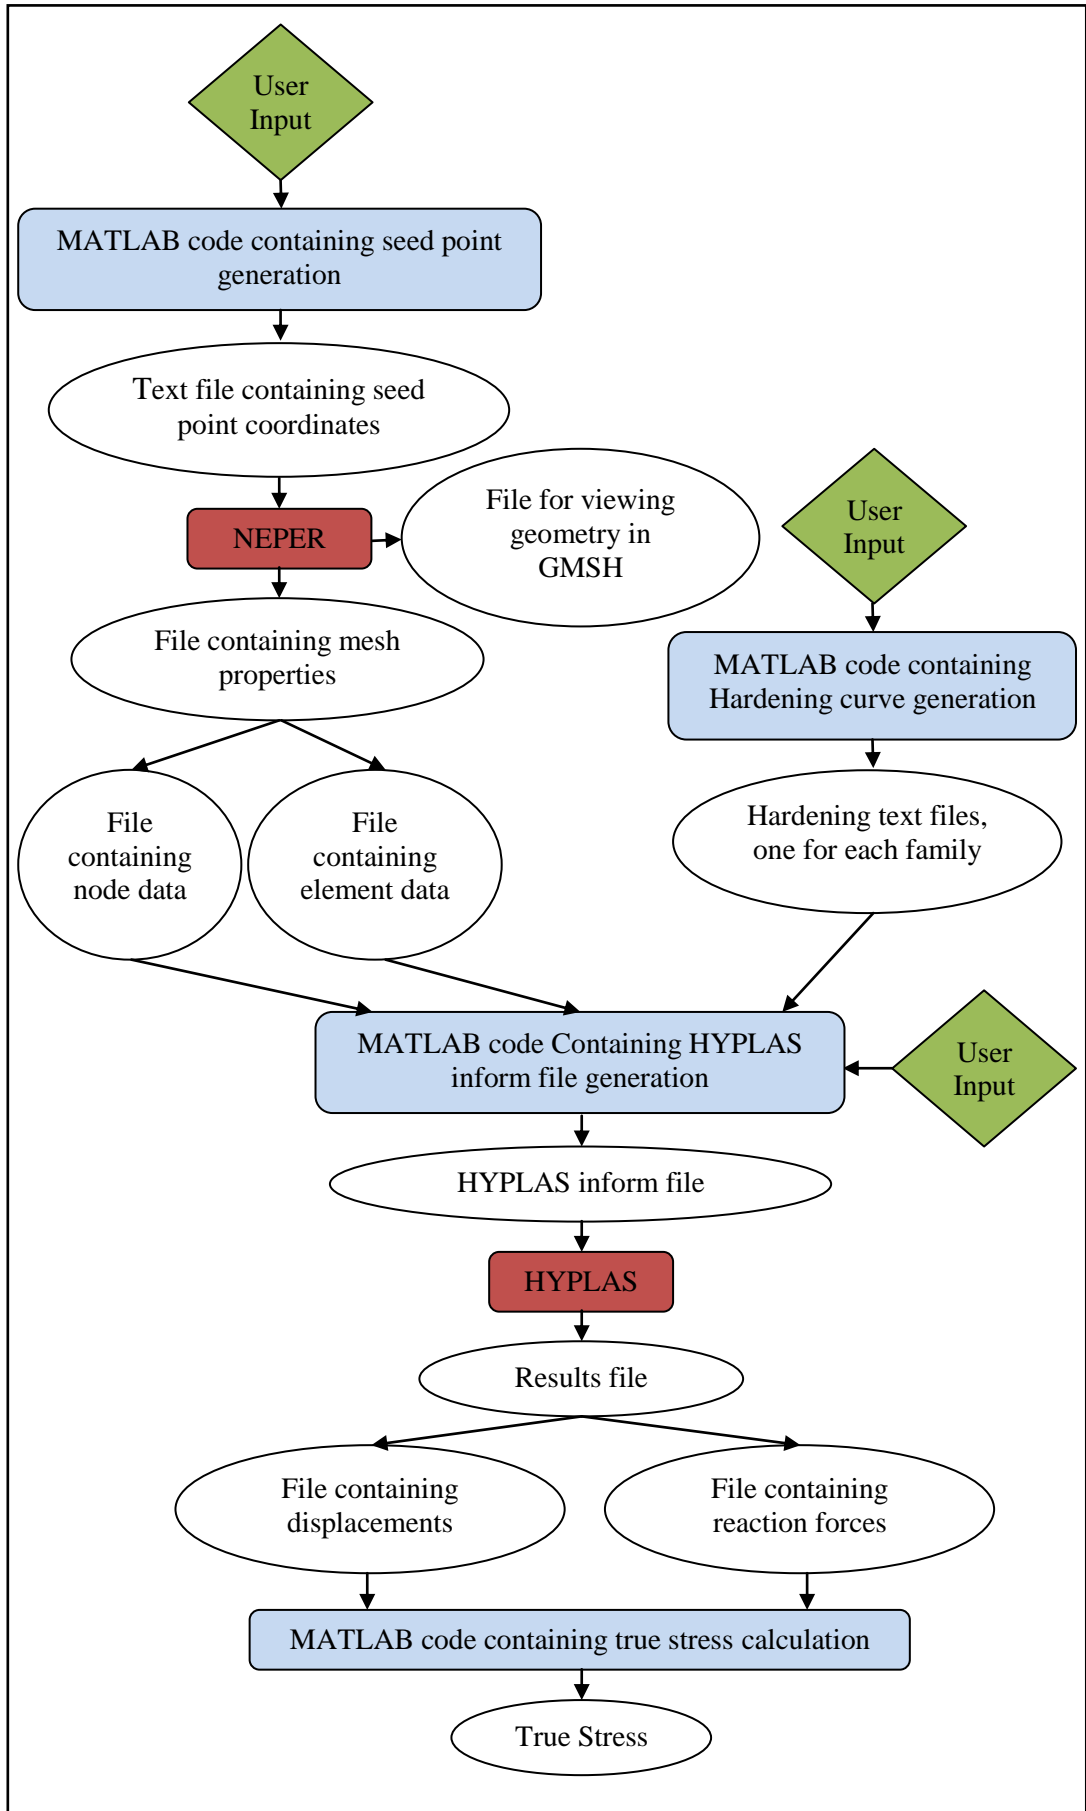 User
Input
MATLAB code containing seed point
generation
Text file containing seed
point coordinates
NEPER
File for viewing
geometry in
GMSH
User
Input
File containing mesh
properties
MATLAB code containing
Hardening curve generation
File
containing
node data
File
containing
element data
Hardening text files,
one for each family
MATLAB code Containing HYPLAS
inform file generation
User
Input
HYPLAS inform file
HYPLAS
Results file
File containing
displacements
File containing
reaction forces
MATLAB code containing true stress calculation
True Stress